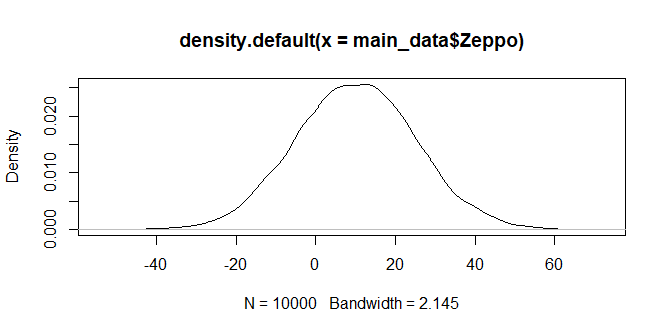 density.default(x = main_data$Zeppo)
Density
0.020
0.010
0.000
-40 -20 0 20 40 60
N = 10000 Bandwidth = 2.145